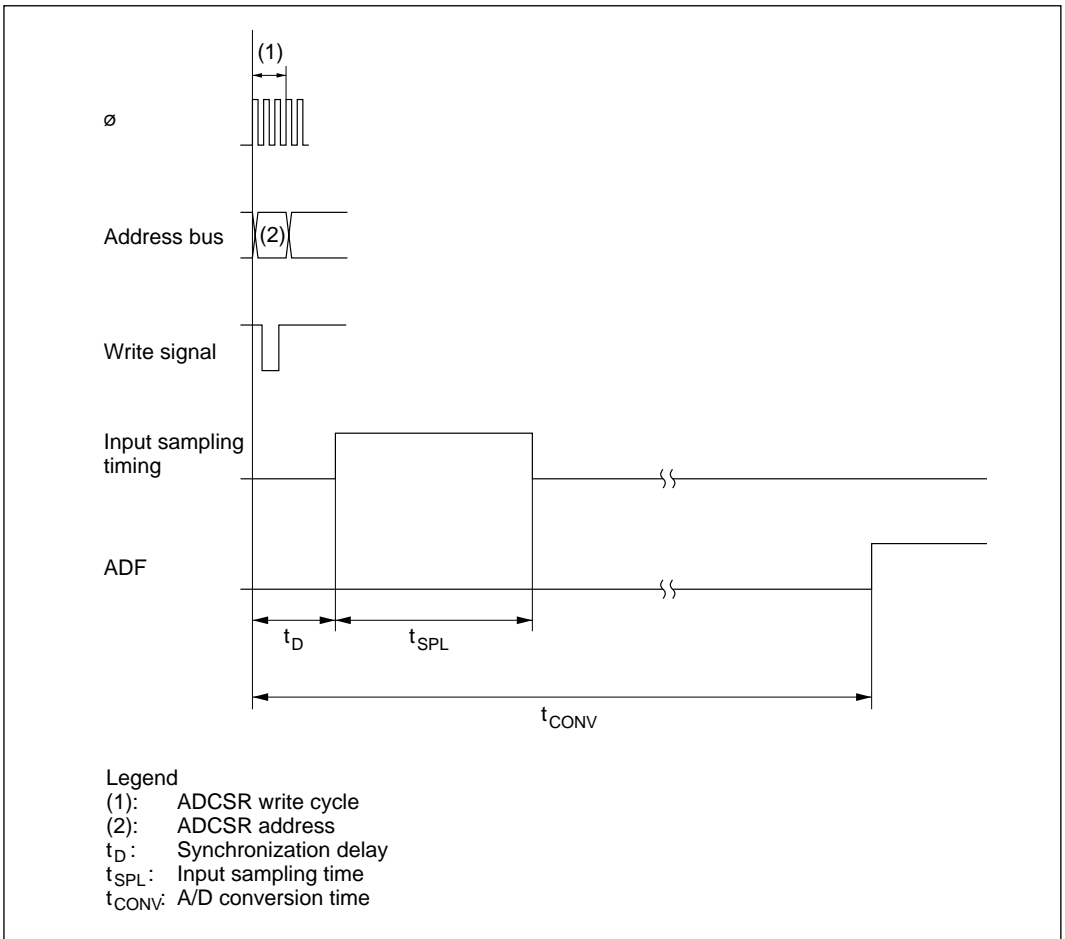 (1)
ø
Address bus
(2)
Write signal
Input sampling
timing
ADF
tD
tSPL
tCONV
Legend
(1): ADCSR write cycle
(2): ADCSR address
tD: Synchronization delay
tSPL: Input sampling time
tCONV: A/D conversion time